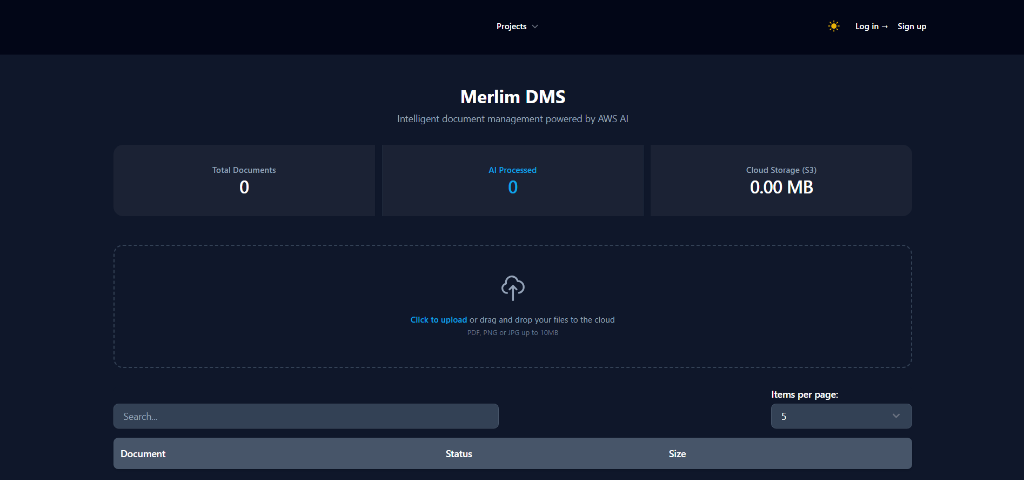 Projects
Log in →
Sign up
Merlim DMS
Intelligent document management powered by AWS AI
Total Documents
0
AI Processed
0
Cloud Storage (S3)
0.00 MB
Click to upload or drag and drop your files to the cloud
PDF, PNG or JPG up to 10MB
Items per page:
Search...
5
Document
Status
Size